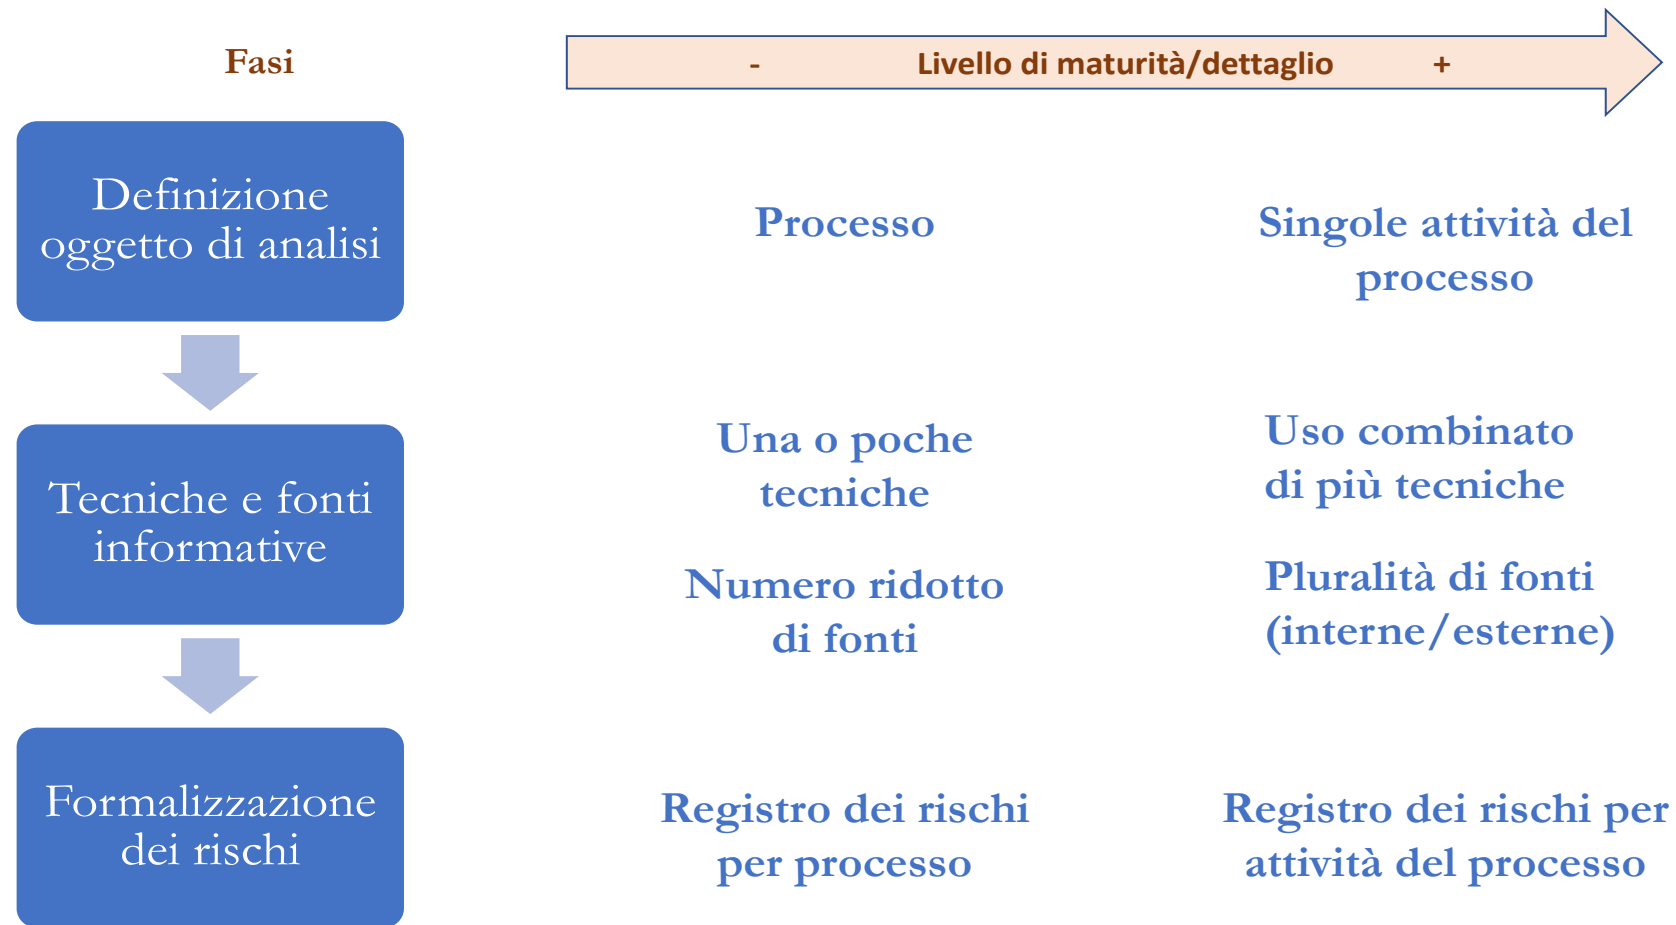 Fasi
- Livello di maturità/dettaglio +
Definizione
oggetto di analisi
Processo
Singole attività del
processo
Tecniche e fonti
informative
Una o poche
tecniche
Uso combinato
di più tecniche
Numero ridotto
di fonti
Pluralità di fonti
(interne/esterne)
Formalizzazione
dei rischi
Registro dei rischi
per processo
Registro dei rischi per
attività del processo